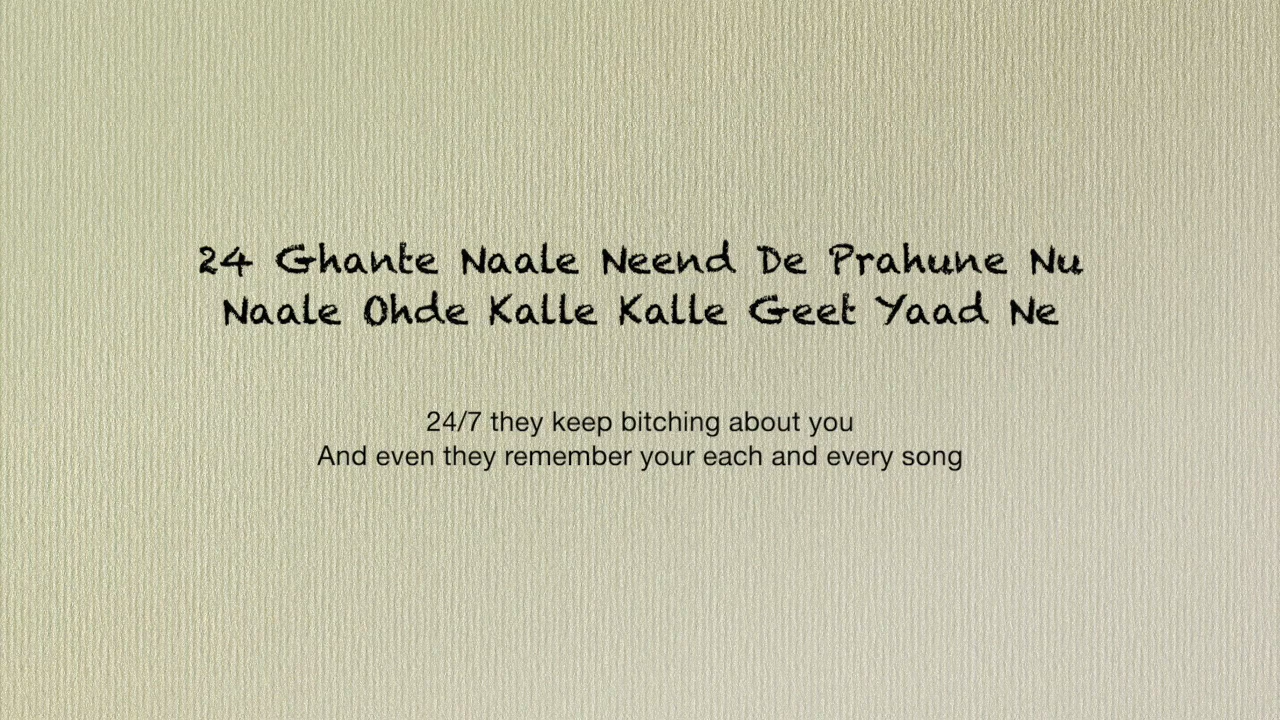 24 Ghante Naale Neend De Prahune Nu
Naale Ohde Kalle Kalle Geet Yaad Ne
24/7 they keep bitching about you
And even they remember your each and every song